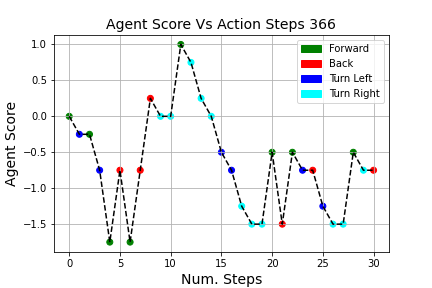 Agent Score Vs Action Steps 366
Forward
Back
Turn Left
Turn Right
1.0
0.5
0.0
−0.5
−1.0
−1.5
Agent Score
0 5 10 15 20 25 30
Num. Steps